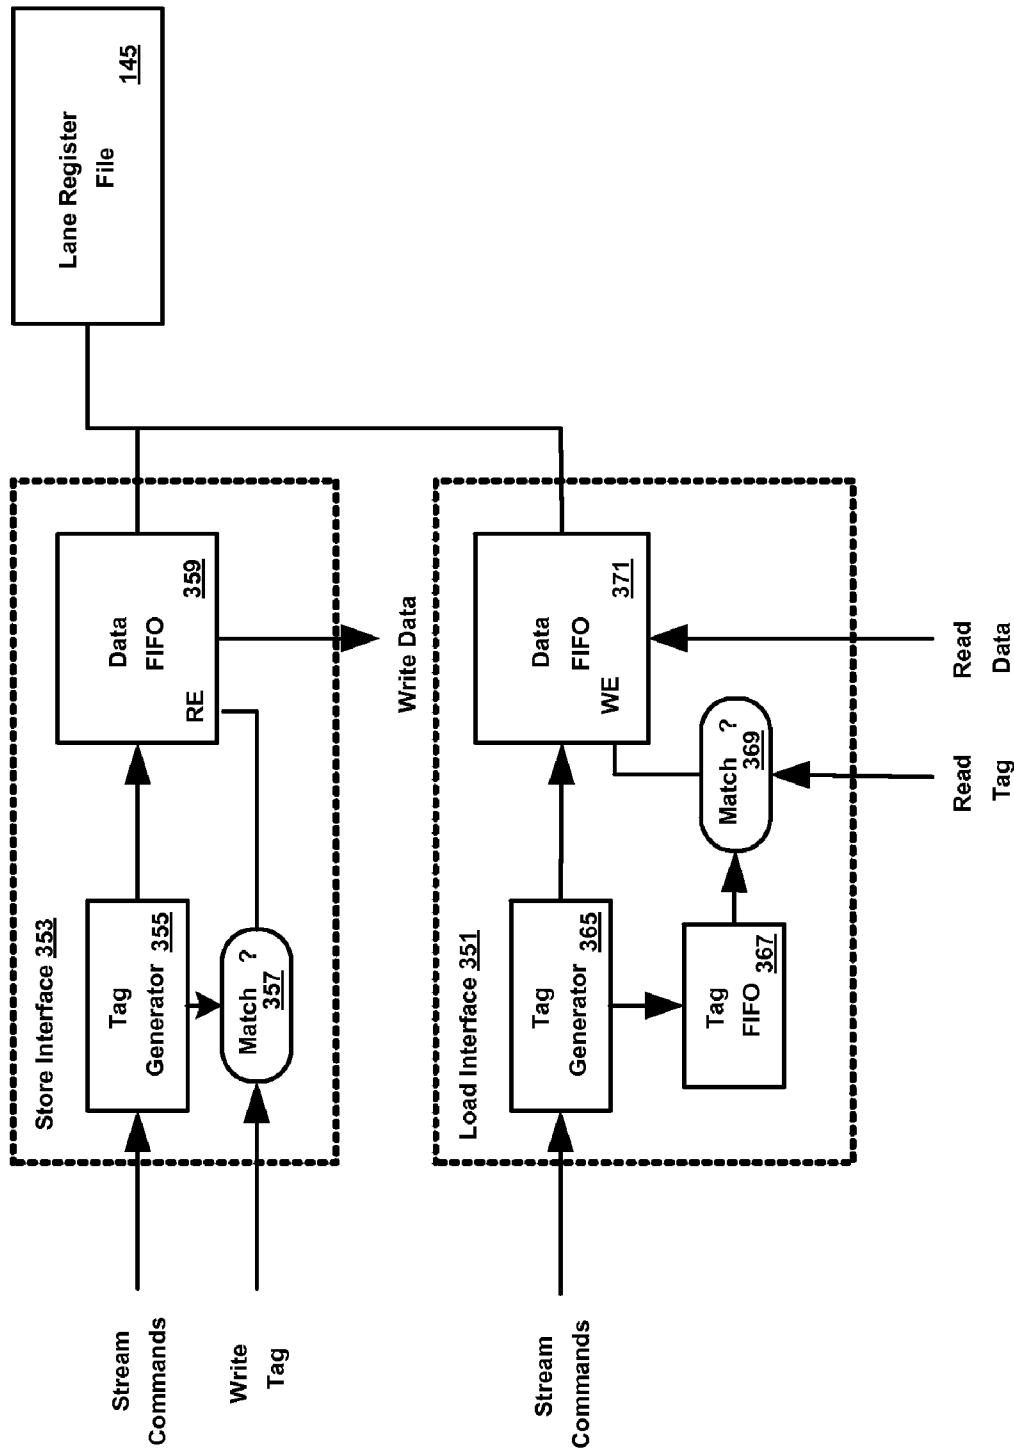 Lane Register
File
145
Store Interface 353
Stream
Commands
Tag
Generator 355
Data
FIFO
359
RE
Write
Tag
Match ?
357
Write Data
Load Interface 351
Stream
Commands
Tag
Generator 365
Data
FIFO
371
WE
Tag
FIFO 367
Match ?
369
Read
Tag
Read
Data